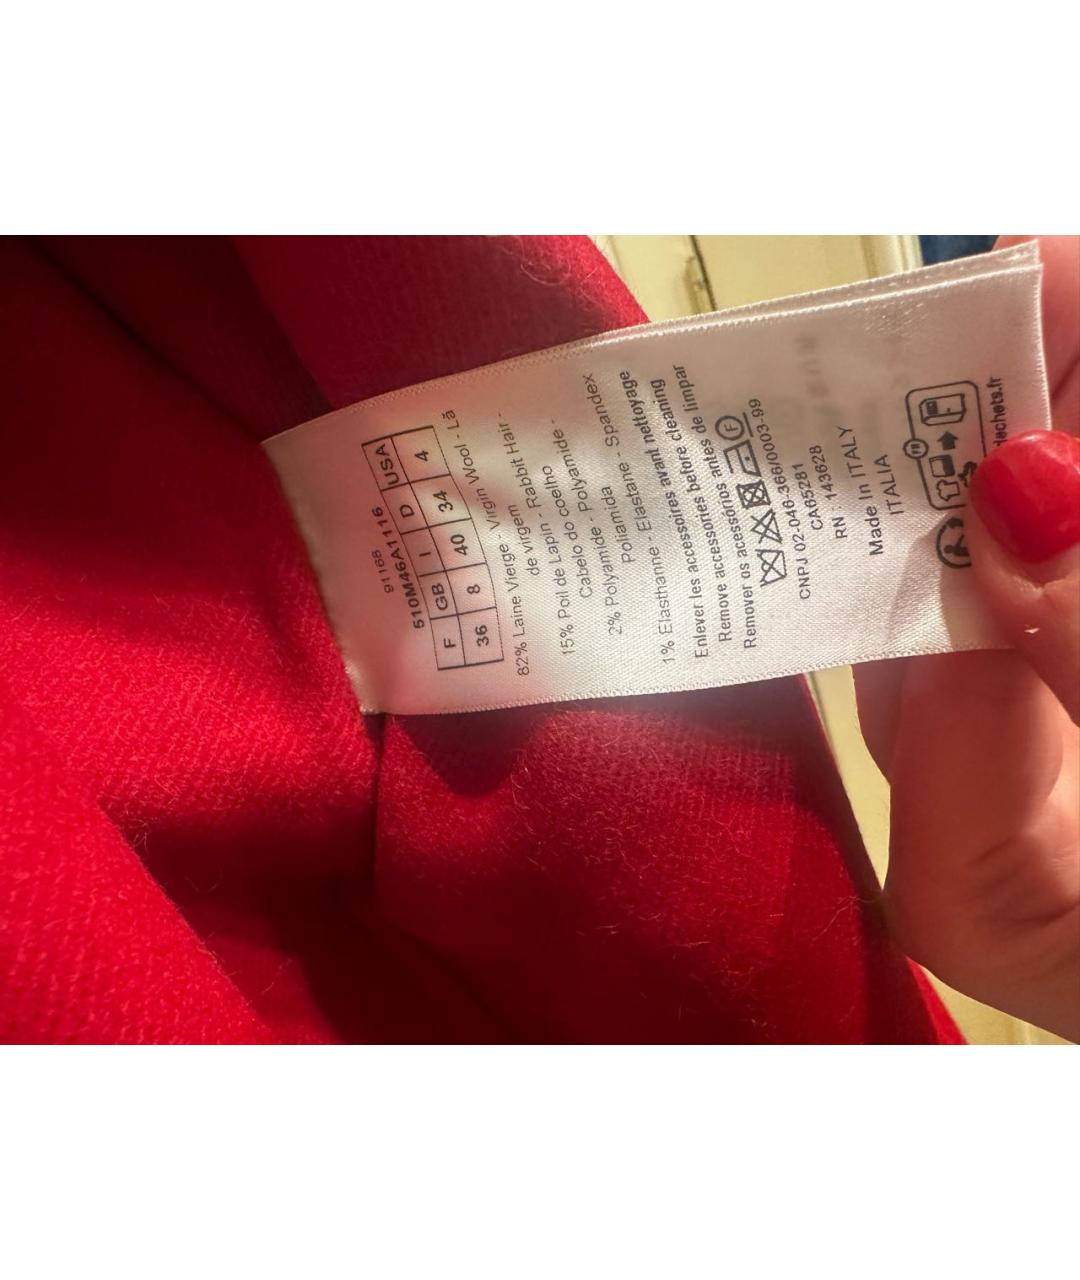 91168
510M46A1116
F GB I D USA
36 8 40 34 4
82% Laine Vierge - Virgin Wool - Lã
de virgem
15% Poil de Lapin - Rabbit Hair -
Cabelo do coelho
2% Polyamide - Polyamide -
Poliamida
1% Elasthanne - Elastane - Spandex
Enlever les accessoires avant nettoyage
Remove accessories before cleaning
Remover os acessórios antes de limpar
F
CNPJ 02-046-366/0003-99
CA65281
RN - 143628
Made In ITALY
ITALIA